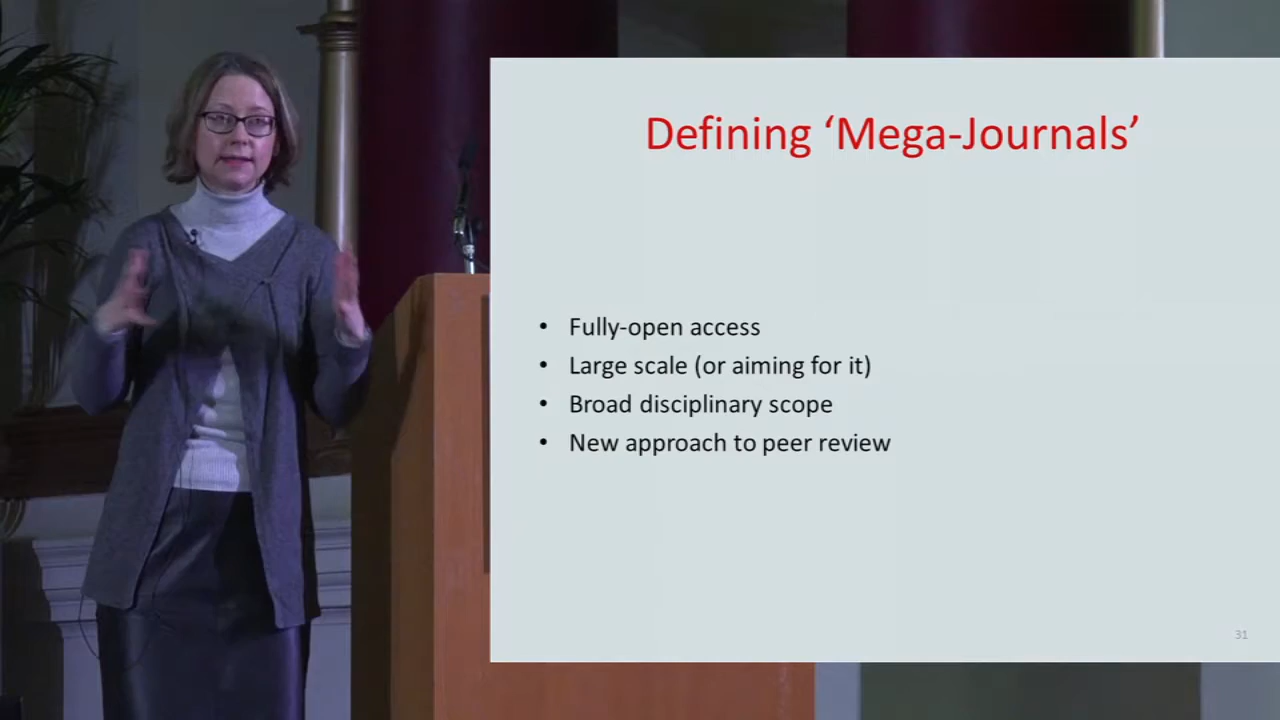 Defining ‘Mega-Journals’
• Fully-open access
• Large scale (or aiming for it)
• Broad disciplinary scope
• New approach to peer review
31